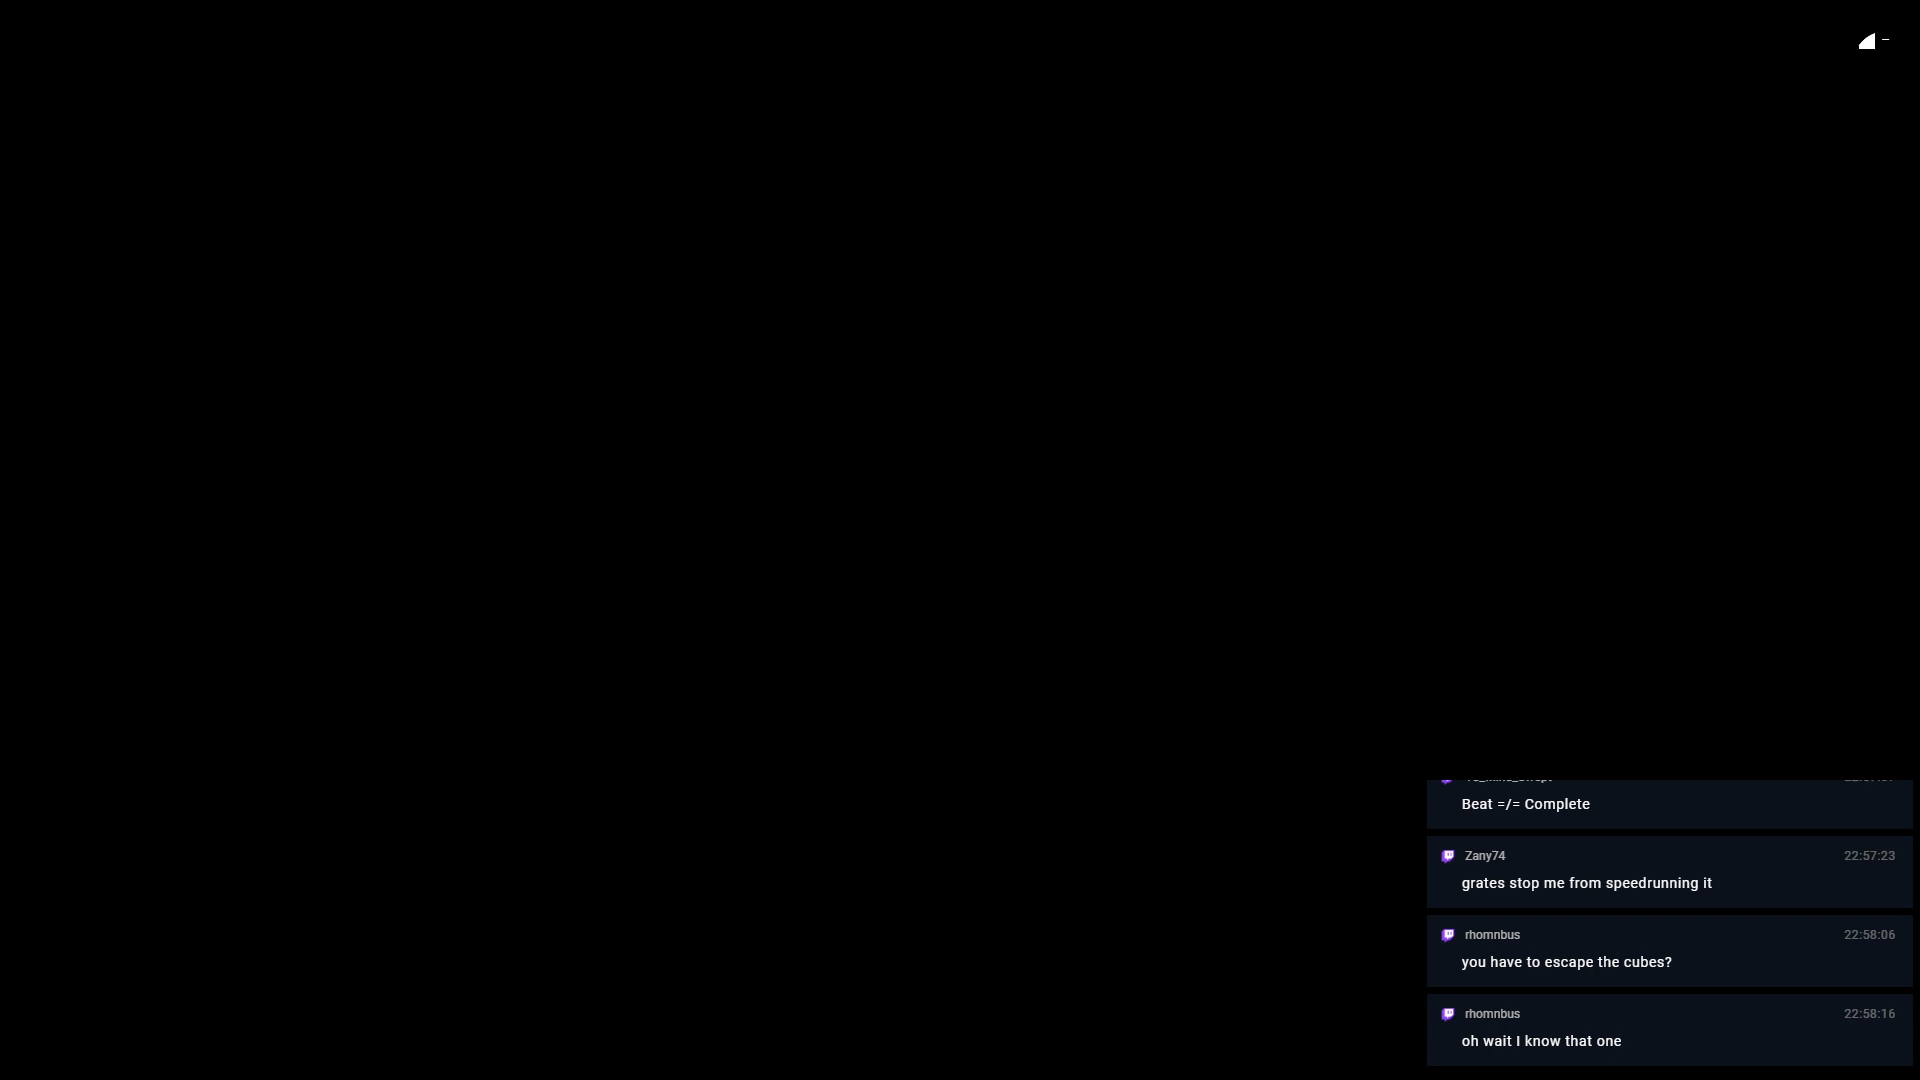 –
Beat =/= Complete
Zany74 22:57:23
grates stop me from speedrunning it
rhomnbus 22:58:06
you have to escape the cubes?
rhomnbus 22:58:16
oh wait I know that one